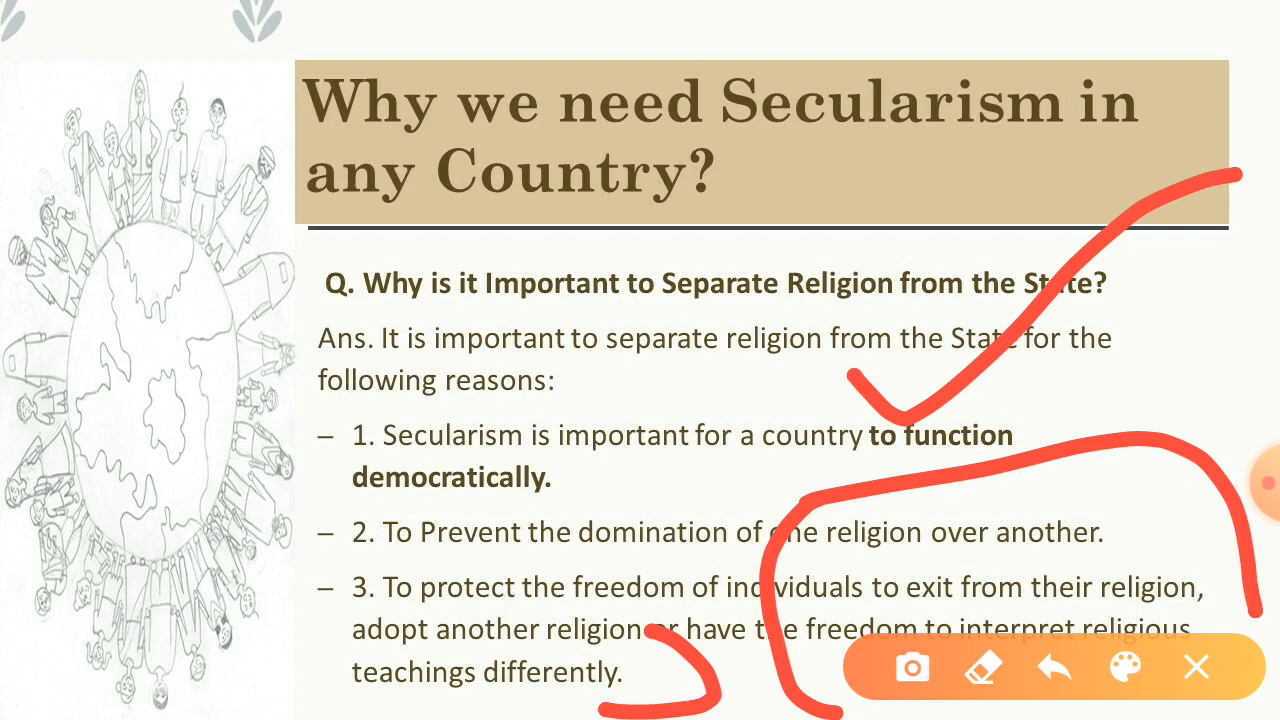 Why we need Secularism in
any Country?
Q. Why is it Important to Separate Religion from the State?
Ans. It is important to separate religion from the State for the
following reasons:
– 1. Secularism is important for a country to function
democratically.
– 2. To Prevent the domination of one religion over another.
– 3. To protect the freedom of individuals to exit from their religion,
adopt another religion or have the freedom to interpret religious
teachings differently.